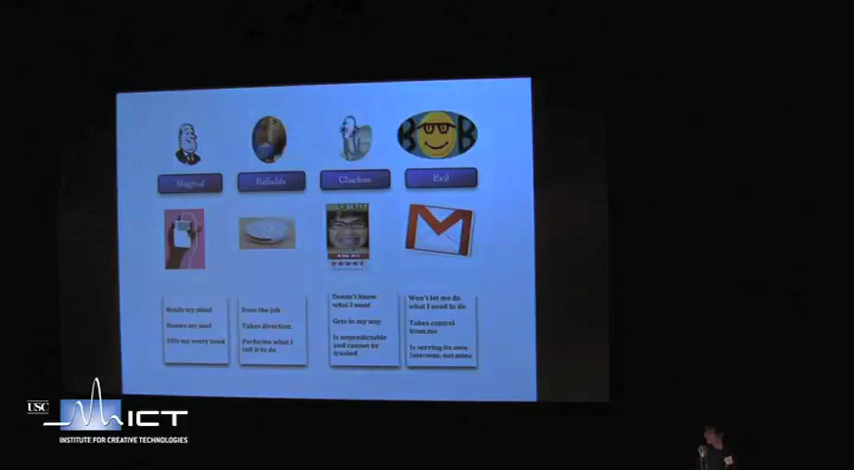 BOB
Magical
Reliable
Clueless
Evil
Reads my mind
Knows my soul
Fills my every need
Does the job
Takes direction
Performs what I
tell it to do
Doesn't know
what I want
Gets in my way
Is unpredictable
and cannot be
trusted
Won't let me do
what I need to do
Takes control
from me
Is serving its own
interests, not mine
USC
ICT
INSTITUTE FOR CREATIVE TECHNOLOGIES